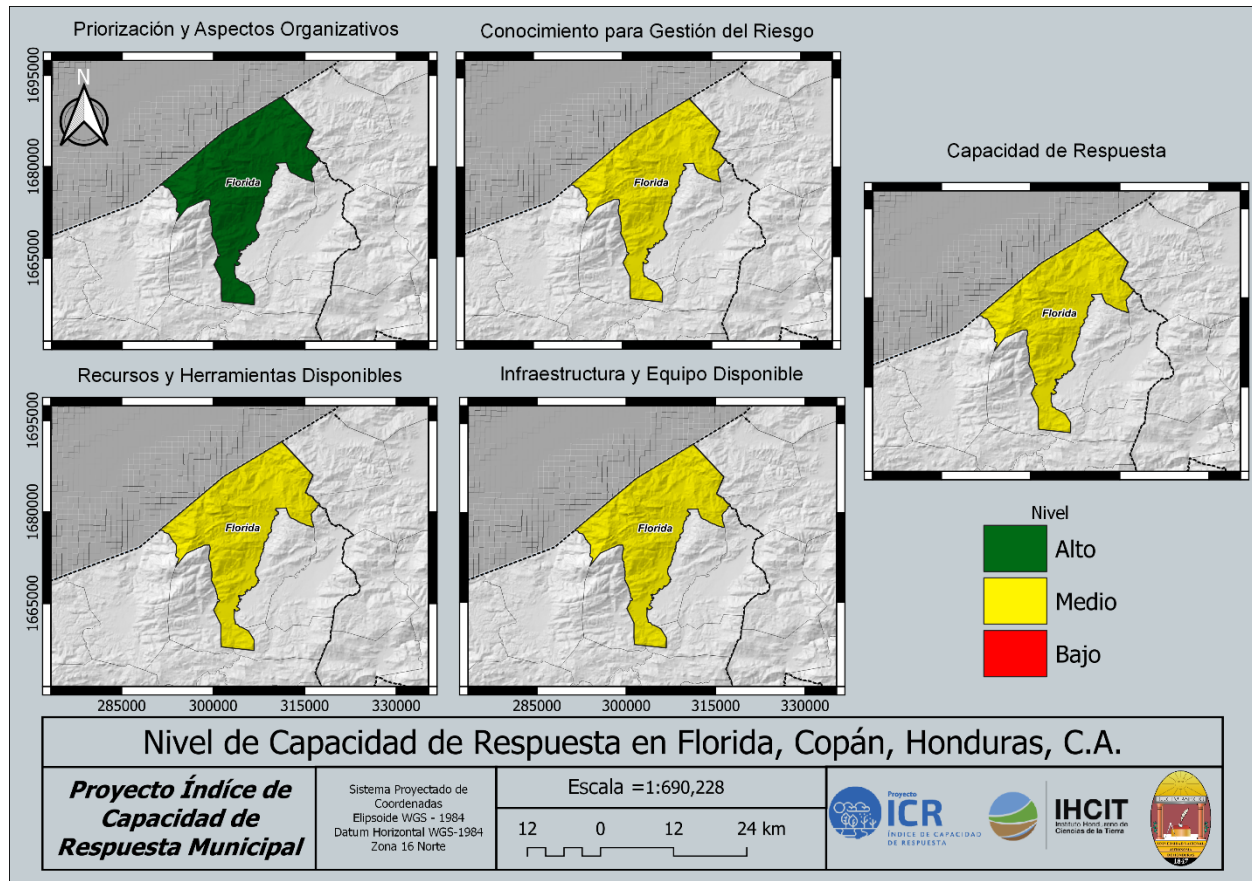 Priorización y Aspectos Organizativos
Conocimiento para Gestión del Riesgo
N
1695000
1680000
1665000
Florida
Florida
Capacidad de Respuesta
Florida
Recursos y Herramientas Disponibles
Infraestructura y Equipo Disponible
1695000
1680000
1665000
Florida
Florida
285000 300000 315000 330000
285000 300000 315000 330000
Nivel
Alto
Medio
Bajo
Nivel de Capacidad de Respuesta en Florida, Copán, Honduras, C.A.
Proyecto Índíce de
Capacidad de
Respuesta Municipal
Sistema Proyectado de
Coordenadas
Elipsoide WGS - 1984
Datum Horizontal WGS-1984
Zona 16 Norte
Escala =1:690,228
12 0 12 24 km
Proyecto
ICR
ÍNDICE DE CAPACIDAD
DE RESPUESTA
IHCIT
Instituto Hondureño de
Ciencias de la Tierra
1847